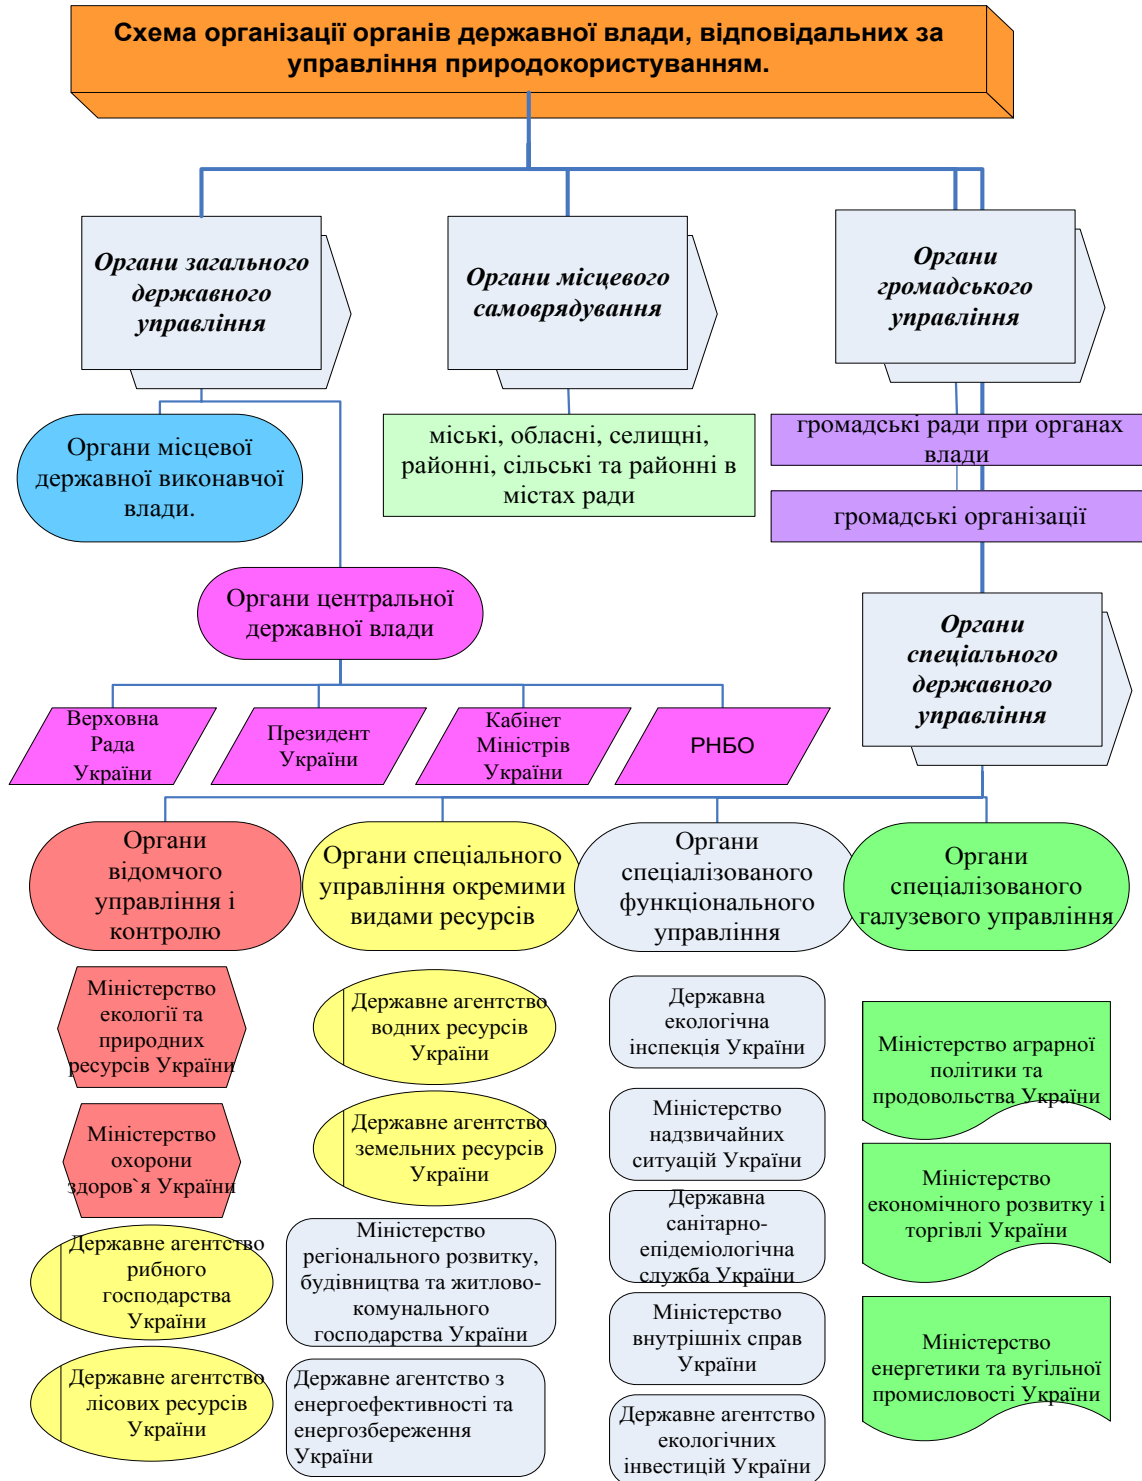 Схема організації органів державної влади, відповідальних за
управління природокористуванням.
Органи загального
державного
управління
Органи місцевого
самоврядування
Органи
громадського
управління
Органи місцевої
державної виконавчої
влади.
міські, обласні, селищні,
районні, сільські та районні в
містах ради
громадські ради при органах
влади
громадські організації
Органи центральної
державної влади
Органи
спеціального
державного
управління
Верховна
Рада
України
Президент
України
Кабінет
Міністрів
України
РНБО
Органи
відомчого
управління і
контролю
Органи спеціального
управління окремими
видами ресурсів
Органи
спеціалізованого
функціонального
управління
Органи
спеціалізованого
галузевого управління
Міністерство
екології та
природних
ресурсів України
Міністерство
охорони
здоров`я України
Державне агентство
рибного
господарства
України
Державне агентство
лісових ресурсів
України
Державне агентство
водних ресурсів
України
Державне агентство
земельних ресурсів
України
Міністерство
регіонального розвитку,
будівництва та житлово-
комунального
господарства України
Державне агентство з
енергоефективності та
енергозбереження
України
Державна
екологічна
інспекція України
Міністерство
надзвичайних
ситуацій України
Державна
санітарно-
епідеміологічна
служба України
Міністерство
внутрішніх справ
України
Державне агентство
екологічних
інвестицій України
Міністерство аграрної
політики та
продовольства України
Міністерство
економічного розвитку і
торгівлі України
Міністерство
енергетики та вугільної
промисловості України